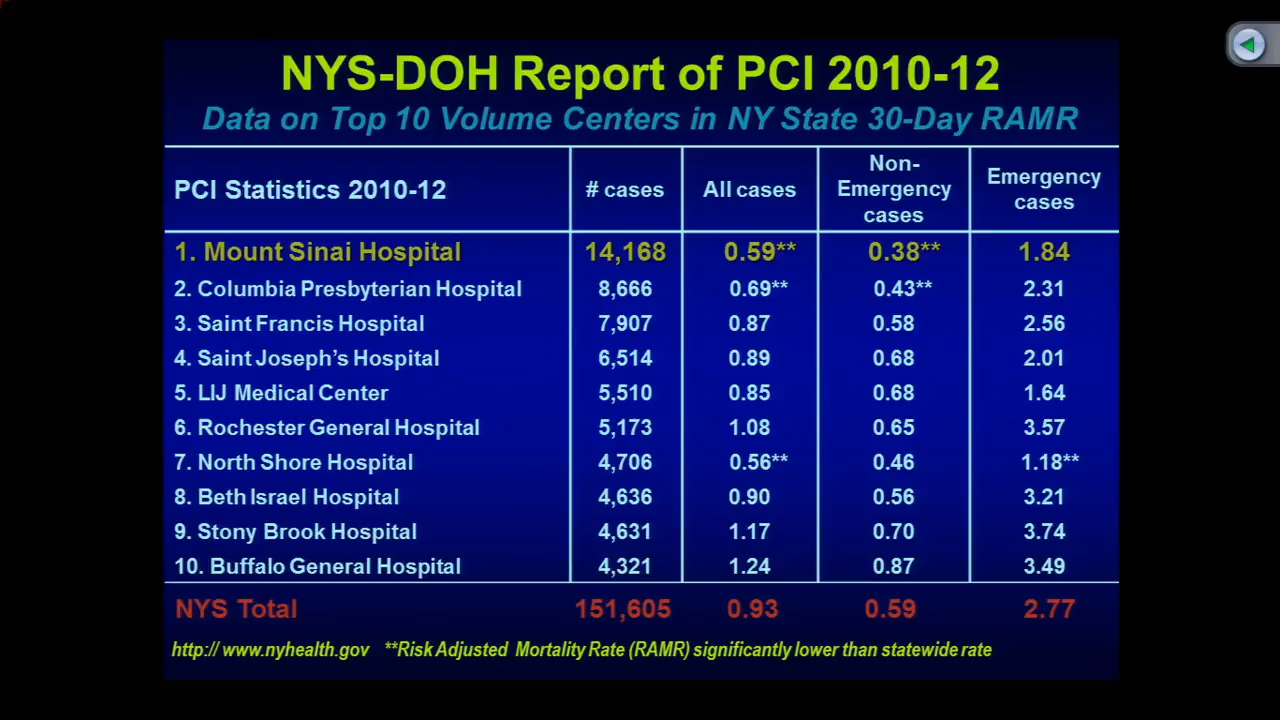 NYS-DOH Report of PCI 2010-12
Data on Top 10 Volume Centers in NY State 30-Day RAMR
PCI Statistics 2010-12 # cases All cases Non-Emergency cases Emergency cases
1. Mount Sinai Hospital 14,168 0.59** 0.38** 1.84
2. Columbia Presbyterian Hospital 8,666 0.69** 0.43** 2.31
3. Saint Francis Hospital 7,907 0.87 0.58 2.56
4. Saint Joseph's Hospital 6,514 0.89 0.68 2.01
5. LIJ Medical Center 5,510 0.85 0.68 1.64
6. Rochester General Hospital 5,173 1.08 0.65 3.57
7. North Shore Hospital 4,706 0.56** 0.46 1.18**
8. Beth Israel Hospital 4,636 0.90 0.56 3.21
9. Stony Brook Hospital 4,631 1.17 0.70 3.74
10. Buffalo General Hospital 4,321 1.24 0.87 3.49
NYS Total 151,605 0.93 0.59 2.77
http:// www.nyhealth.gov **Risk Adjusted Mortality Rate (RAMR) significantly lower than statewide rate